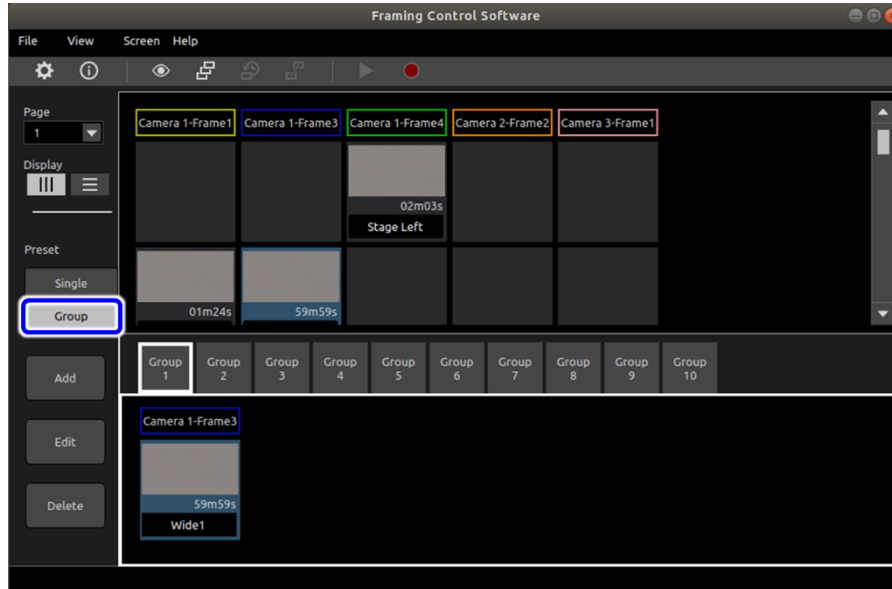 Framing Control Software
File View Screen Help
Page
1
Display
Preset
Single
Group
Add
Edit
Delete
Camera 1-Frame1 Camera 1-Frame3 Camera 1-Frame4 Camera 2-Frame2 Camera 3-Frame1
02m03s
Stage Left
01m24s 59m59s
Group 1 Group 2 Group 3 Group 4 Group 5 Group 6 Group 7 Group 8 Group 9 Group 10
Camera 1-Frame3
59m59s
Wide1